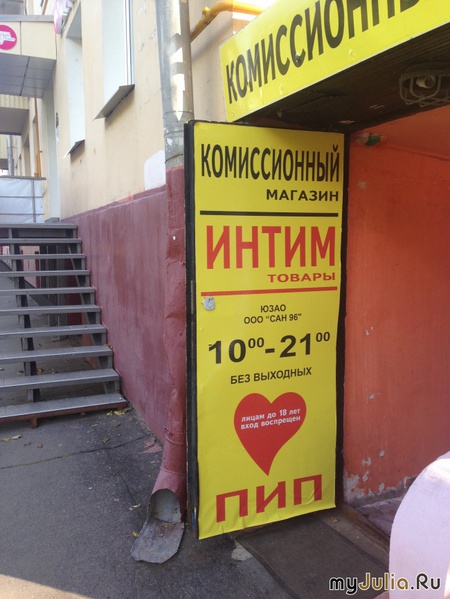 КОМИССИОННЫЙ
КОМИССИОННЫЙ
МАГАЗИН
ИНТИМ
ТОВАРЫ
ЮЗАО
ООО "САН 96"
10⁰⁰-21⁰⁰
БЕЗ ВЫХОДНЫХ
лицам до 18 лет
вход воспрещен
ПИП
myJulia.Ru